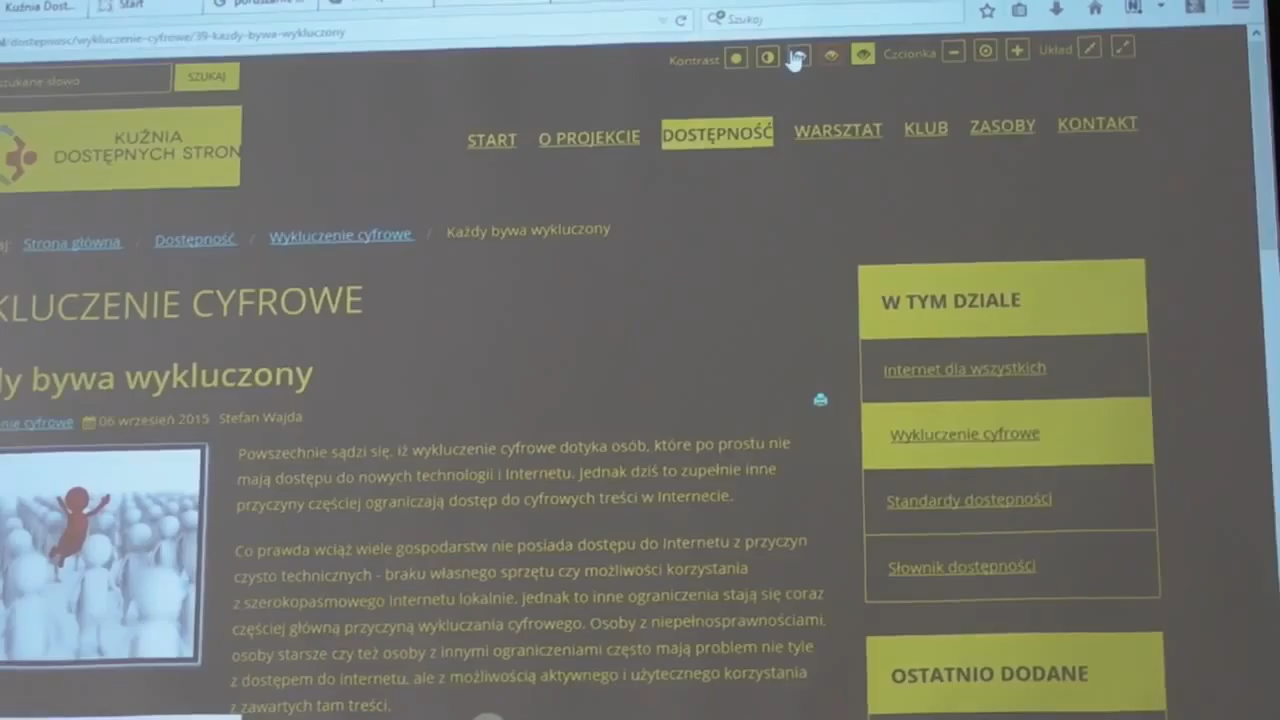 Kuźnia Dost...
Start
/dostepnosc/wykluczenie-cyfrowe/39-kazdy-bywa-wykluczony
Szukaj
szukane słowo
SZUKAJ
Kontrast
Czcionka
Układ
KUŹNIA
DOSTĘPNYCH STRON
START O PROJEKCIE DOSTĘPNOŚĆ WARSZTAT KLUB ZASOBY KONTAKT
Strona główna / Dostępność / Wykluczenie cyfrowe / Każdy bywa wykluczony
KLUCZENIE CYFROWE
dy bywa wykluczony
nie cyfrowe 06 wrzesień 2015 Stefan Wajda
Powszechnie sądzi się, iż wykluczenie cyfrowe dotyka osób, które po prostu nie
mają dostępu do nowych technologii i Internetu. Jednak dziś to zupełnie inne
przyczyny częściej ograniczają dostęp do cyfrowych treści w Internecie.
Co prawda wciąż wiele gospodarstw nie posiada dostępu do Internetu z przyczyn
czysto technicznych - braku własnego sprzętu czy możliwości korzystania
z szerokopasmowego Internetu lokalnie, jednak to inne ograniczenia stają się coraz
częściej główną przyczyną wykluczania cyfrowego. Osoby z niepełnosprawnościami,
osoby starsze czy też osoby z innymi ograniczeniami często mają problem nie tyle
z dostępem do internetu, ale z możliwością aktywnego i użytecznego korzystania
z zawartych tam treści.
W TYM DZIALE
Internet dla wszystkich
Wykluczenie cyfrowe
Standardy dostępności
Słownik dostępności
OSTATNIO DODANE